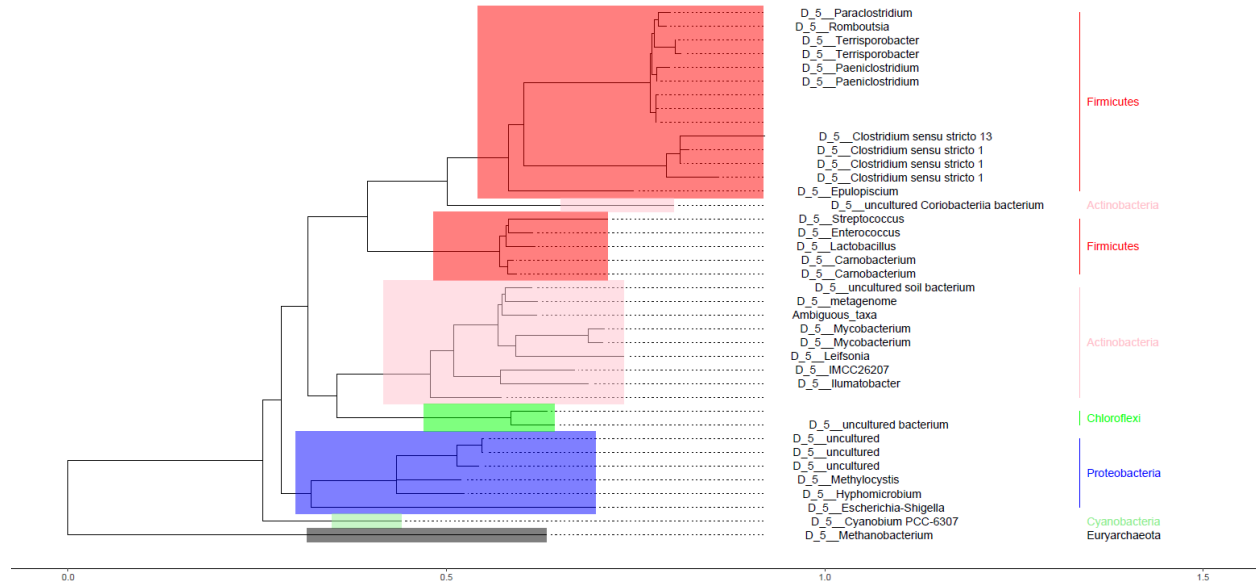 D_5__Paraclostridium
D_5__Romboutsia
D_5__Terrisporobacter
D_5__Terrisporobacter
D_5__Paeniclostridium
D_5__Paeniclostridium
Firmicutes
D_5__Clostridium sensu stricto 13
D_5__Clostridium sensu stricto 1
D_5__Clostridium sensu stricto 1
D_5__Clostridium sensu stricto 1
D_5__Epulopiscium
D_5__uncultured Coriobacteriia bacterium
Actinobacteria
D_5__Streptococcus
D_5__Enterococcus
D_5__Lactobacillus
Firmicutes
D_5__Carnobacterium
D_5__Carnobacterium
D_5__uncultured soil bacterium
D_5__metagenome
Ambiguous_taxa
D_5__Mycobacterium
D_5__Mycobacterium
Actinobacteria
D_5__Leifsonia
D_5__IMCC26207
D_5__Ilumatobacter
Chloroflexi
D_5__uncultured bacterium
D_5__uncultured
D_5__uncultured
D_5__uncultured
Proteobacteria
D_5__Methylocystis
D_5__Hyphomicrobium
D_5__Escherichia-Shigella
D_5__Cyanobium PCC-6307
Cyanobacteria
D_5__Methanobacterium
Euryarchaeota
0.0 0.5 1.0 1.5